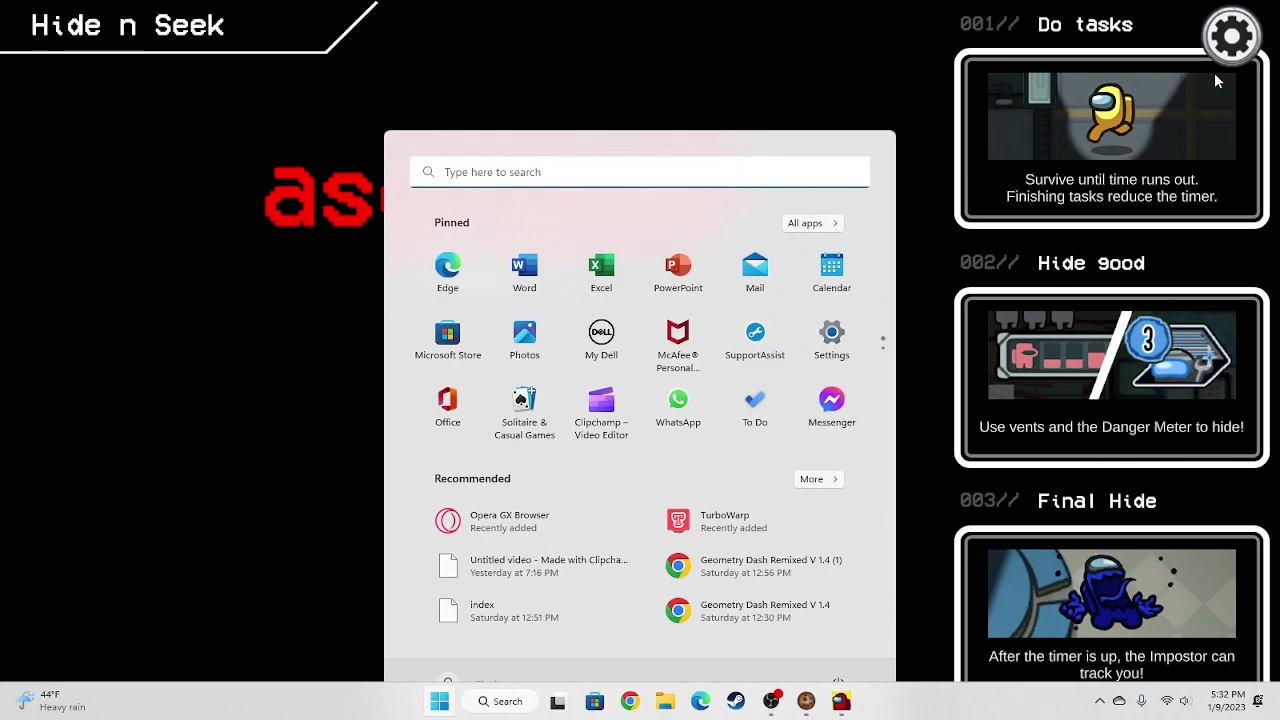 Hide n Seek
as
Type here to search
Pinned
All apps
Edge
Word
Excel
PowerPoint
Mail
Calendar
Microsoft Store
Photos
DELL
My Dell
McAfee®
Personal...
SupportAssist
Settings
Office
Solitaire &
Casual Games
Clipchamp –
Video Editor
WhatsApp
To Do
Messenger
Recommended
More
Opera GX Browser
Recently added
TurboWarp
Recently added
Untitled video - Made with Clipcha...
Yesterday at 7:16 PM
Geometry Dash Remixed V 1.4 (1)
Saturday at 12:56 PM
index
Saturday at 12:51 PM
Geometry Dash Remixed V 1.4
Saturday at 12:30 PM
001// Do tasks
Survive until time runs out.
Finishing tasks reduce the timer.
002// Hide good
3
Use vents and the Danger Meter to hide!
003// Final Hide
After the timer is up, the Impostor can
track you!
44°F
Heavy rain
Search
5:32 PM
1/9/2023